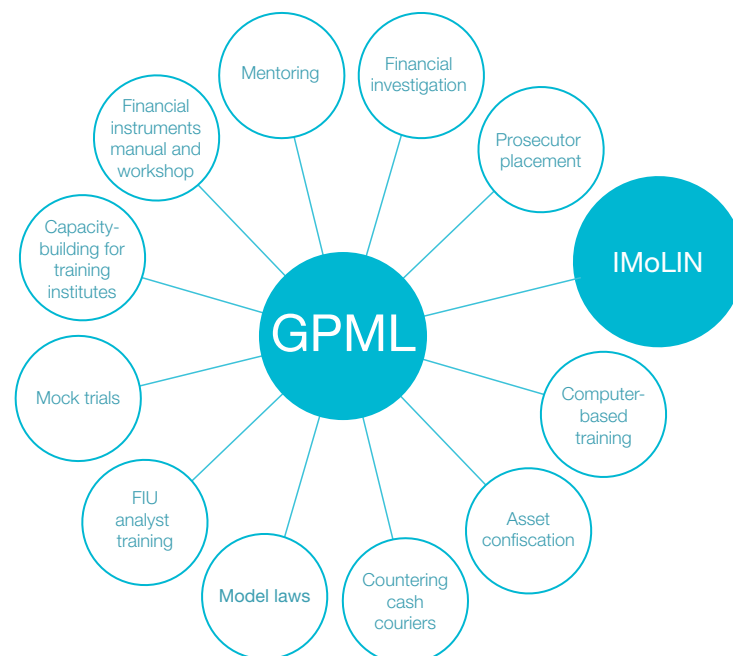 Mentoring
Financial
investigation
Prosecutor
placement
IMoLIN
Computer-
based
training
Asset
confiscation
Countering
cash
couriers
Model laws
FIU
analyst
training
Mock trials
Capacity-
building for
training
institutes
Financial
instruments
manual and
workshop
GPML